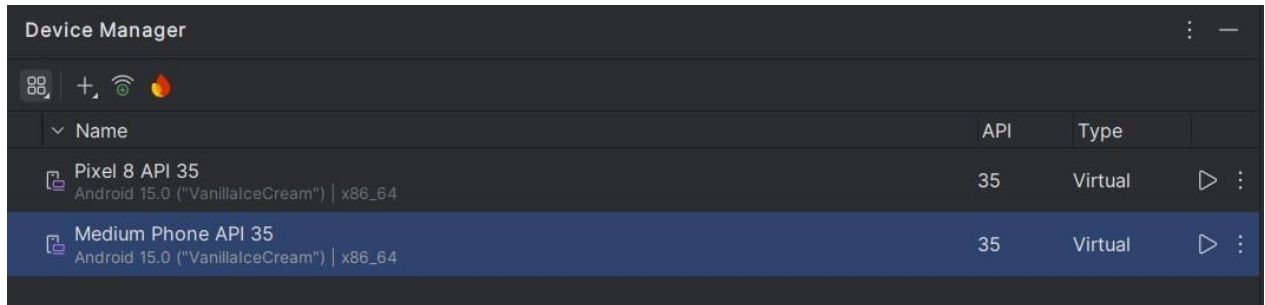 Device Manager
Name API Type
Pixel 8 API 35
Android 15.0 ("VanillaIceCream") | x86_64
35 Virtual
Medium Phone API 35
Android 15.0 ("VanillaIceCream") | x86_64
35 Virtual